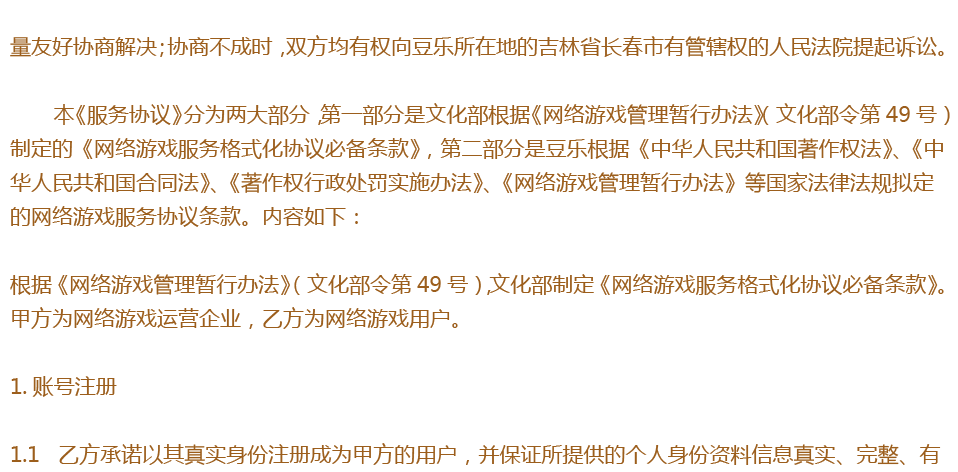 量友好协商解决;协商不成时,双方均有权向豆乐所在地的吉林省长春市有管辖权的人民法院提起诉讼。
本《服务协议》分为两大部分,第一部分是文化部根据《网络游戏管理暂行办法》(文化部令第 49 号)
制定的《网络游戏服务格式化协议必备条款》,第二部分是豆乐根据《中华人民共和国著作权法》、《中
华人民共和国合同法》、《著作权行政处罚实施办法》、《网络游戏管理暂行办法》等国家法律法规拟定
的网络游戏服务协议条款。内容如下:
根据《网络游戏管理暂行办法》(文化部令第 49 号),文化部制定《网络游戏服务格式化协议必备条款》。
甲方为网络游戏运营企业,乙方为网络游戏用户。
1. 账号注册
1.1 乙方承诺以其真实身份注册成为甲方的用户,并保证所提供的个人身份资料信息真实、完整、有